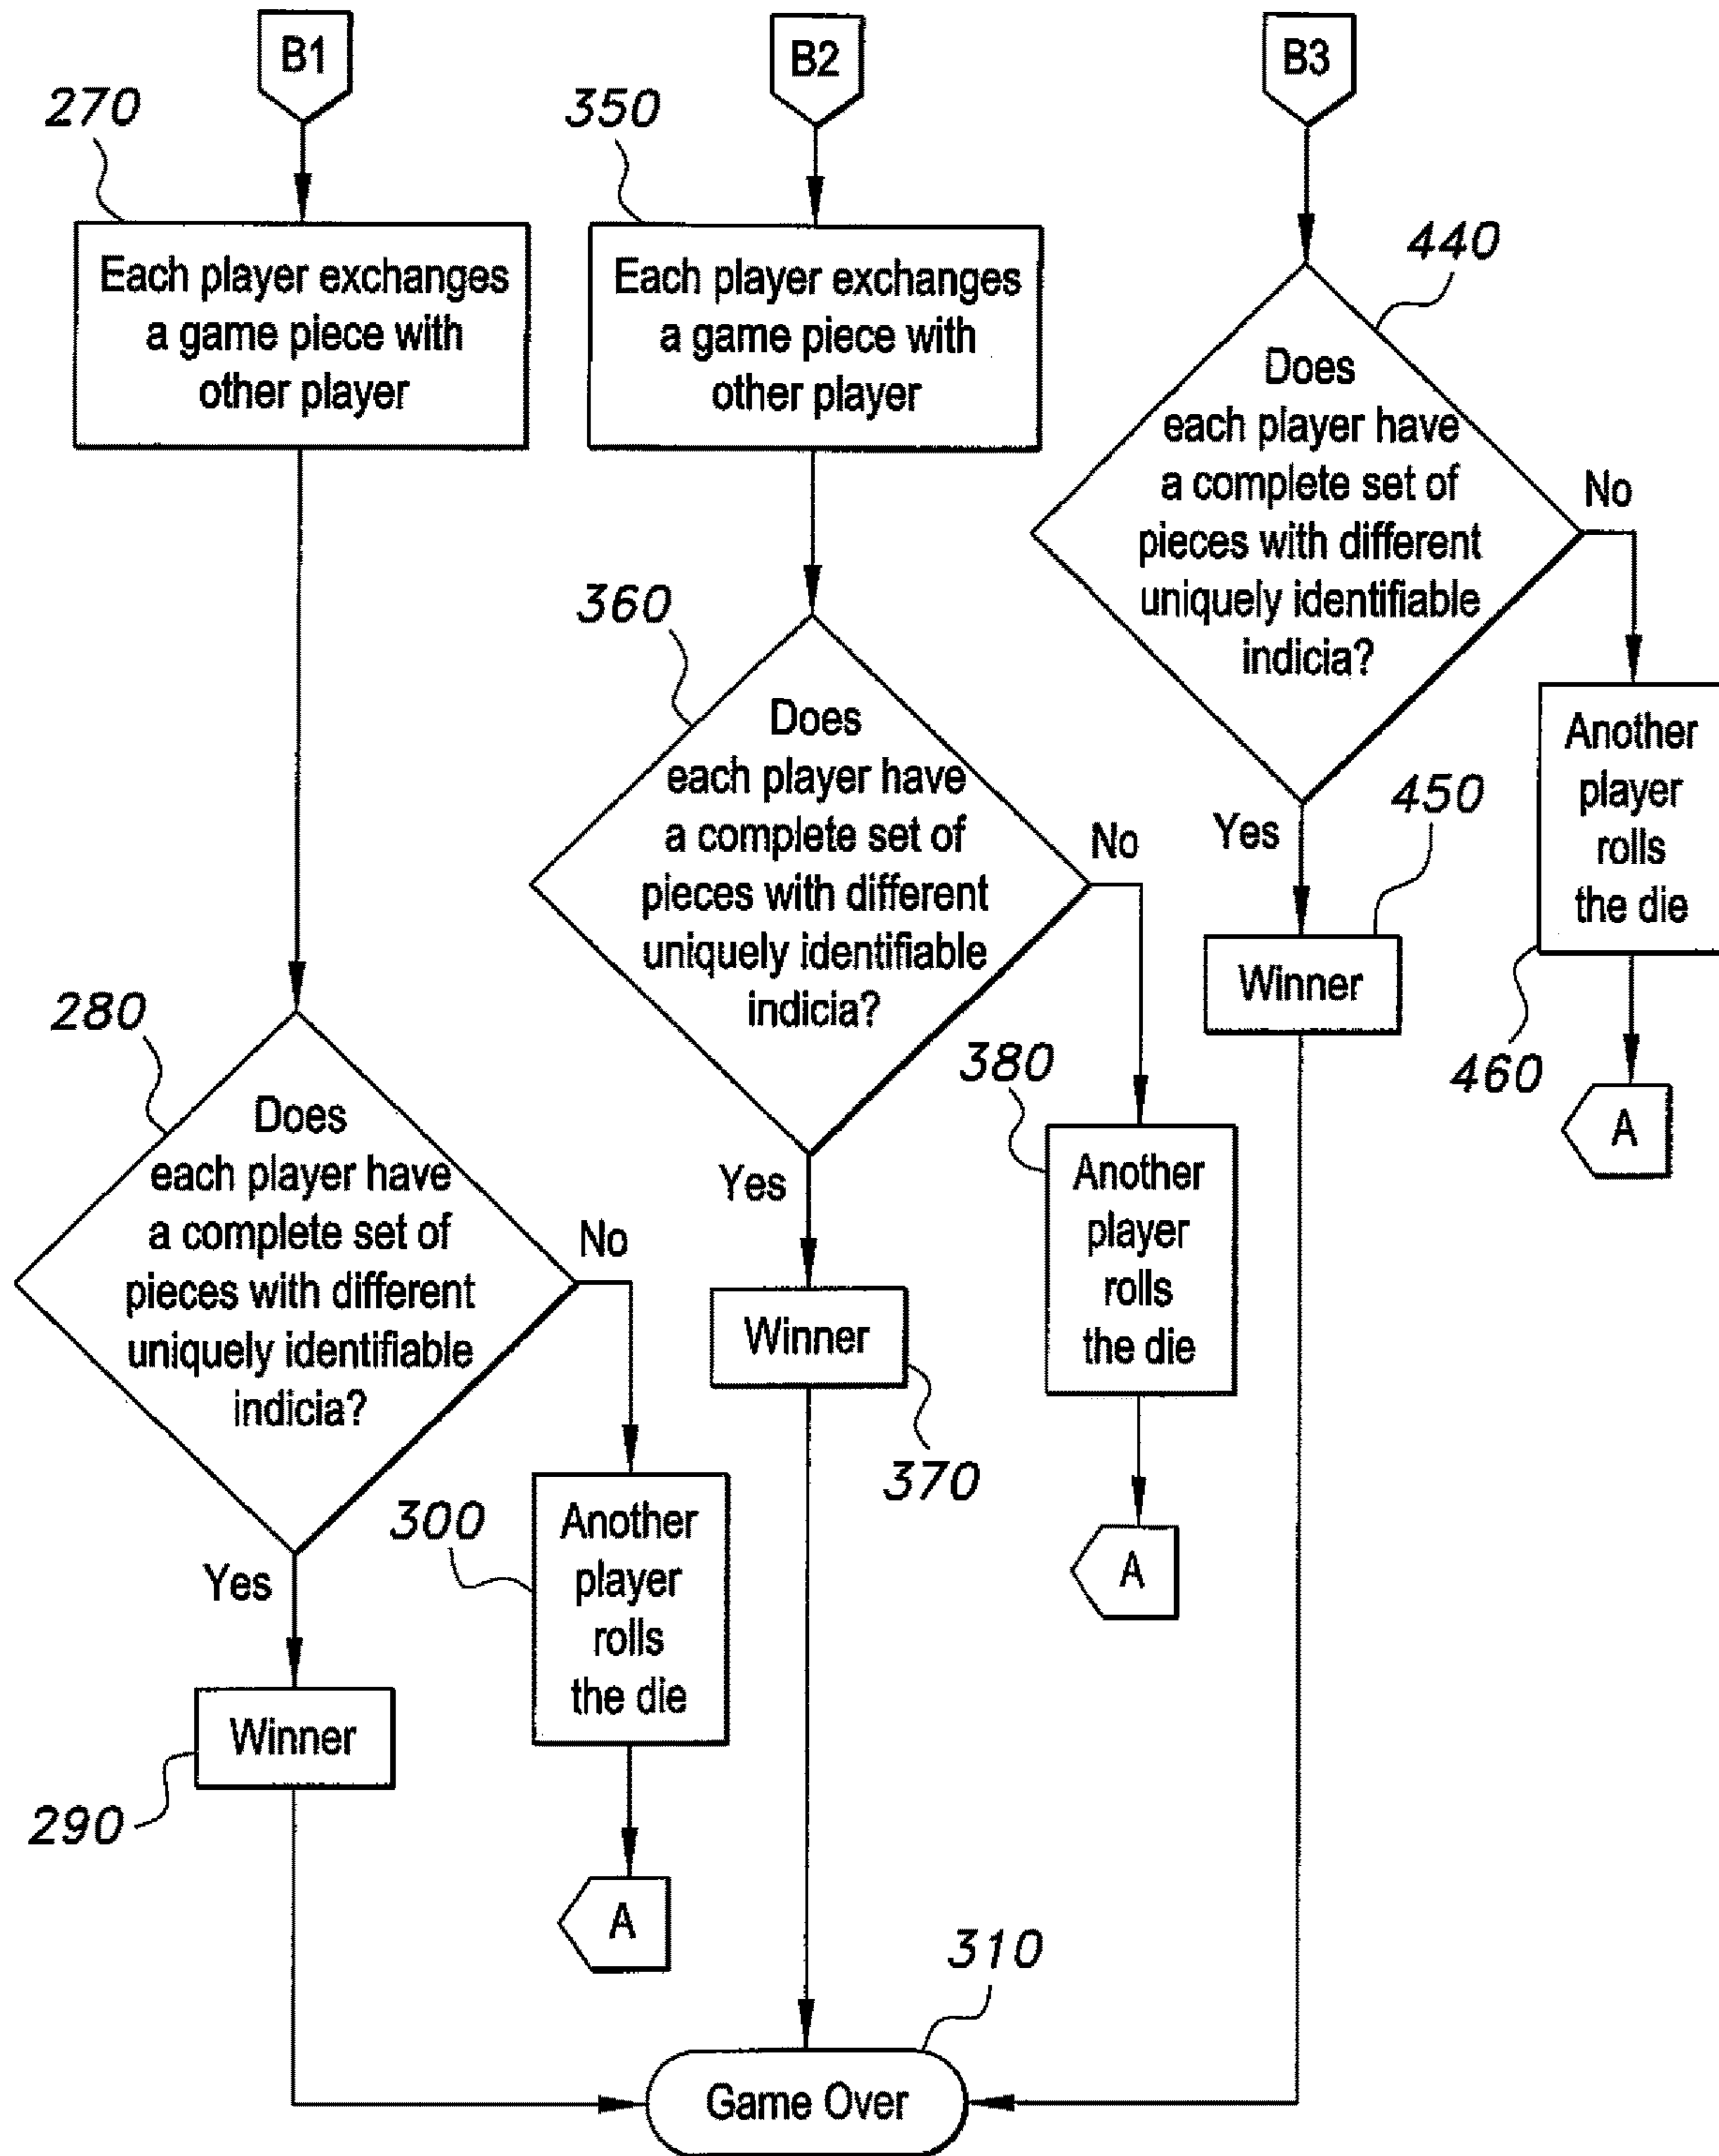 B1
270
Each player exchanges
a game piece with
other player
280
Does
each player have
a complete set of
pieces with different
uniquely identifiable
indicia?
No
300
Another
player
rolls
the die
A
Yes
Winner
290
B2
350
Each player exchanges
a game piece with
other player
360
Does
each player have
a complete set of
pieces with different
uniquely identifiable
indicia?
No
380
Another
player
rolls
the die
A
Yes
Winner
370
B3
440
Does
each player have
a complete set of
pieces with different
uniquely identifiable
indicia?
No
Another
player
rolls
the die
460
A
Yes
450
Winner
310
Game Over